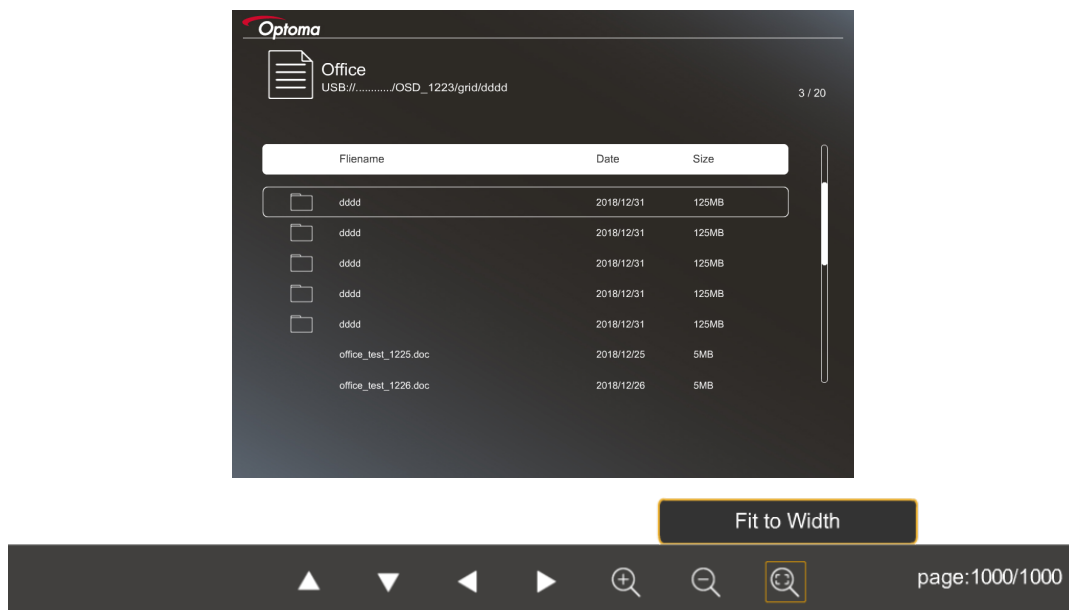 Optoma
Office
USB://.........../OSD_1223/grid/dddd
3 / 20
Fliename Date Size
dddd 2018/12/31 125MB
dddd 2018/12/31 125MB
dddd 2018/12/31 125MB
dddd 2018/12/31 125MB
dddd 2018/12/31 125MB
office_test_1225.doc 2018/12/25 5MB
office_test_1226.doc 2018/12/26 5MB
Fit to Width
page:1000/1000